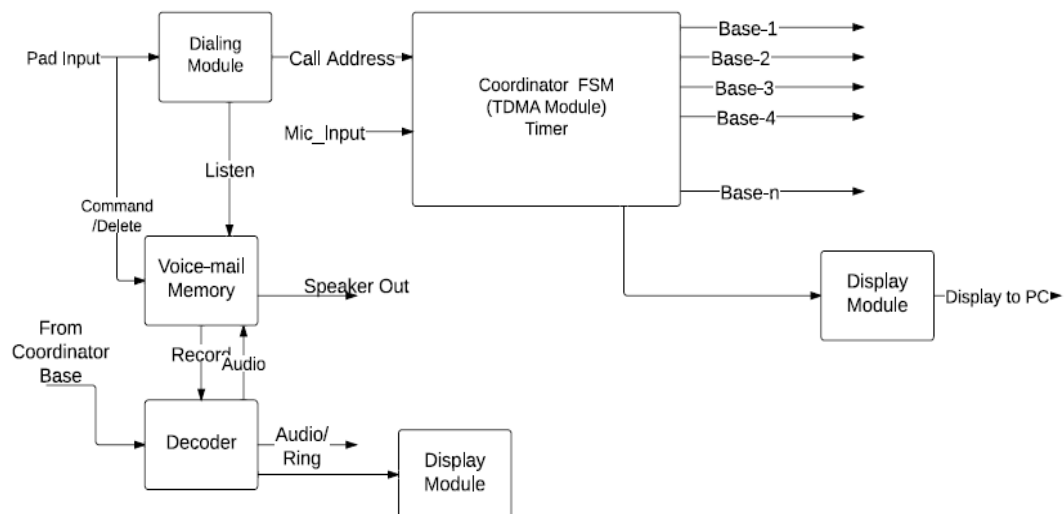 Pad Input
Dialing
Module
Call Address
Coordinator FSM
(TDMA Module)
Timer
Base-1
Base-2
Base-3
Base-4
Base-n
Mic_Input
Listen
Command
/Delete
Voice-mail
Memory
Speaker Out
Display
Module
Display to PC
From
Coordinator
Base
Record
Audio
Decoder
Audio/
Ring
Display
Module